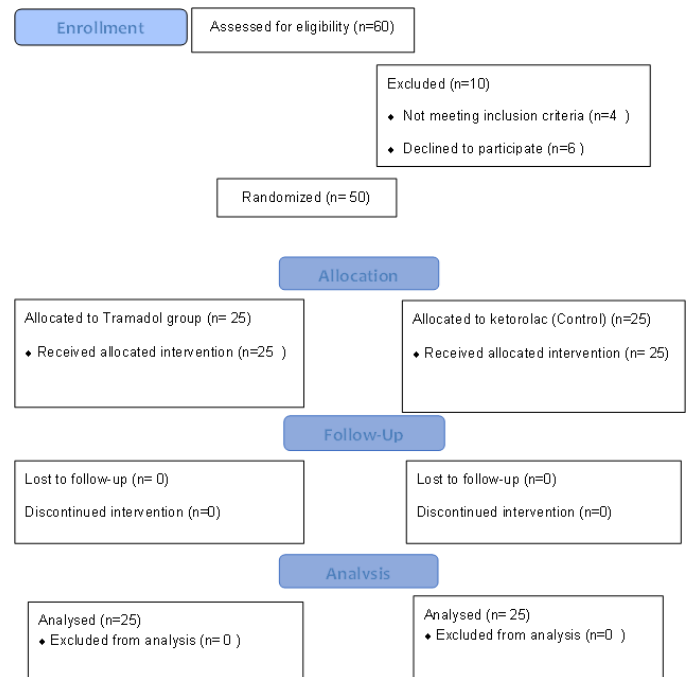 Enrollment
Assessed for eligibility (n=60)
Excluded (n=10)
⬥ Not meeting inclusion criteria (n=4  )
⬥ Declined to participate (n=6 )
Randomized (n= 50)
Allocation
Allocated to Tramadol group (n= 25)
⬥ Received allocated intervention (n=25  )
Allocated to ketorolac (Control) (n=25)
⬥ Received allocated intervention (n= 25)
Follow-Up
Lost to follow-up (n= 0)
Discontinued intervention (n=0)
Lost to follow-up (n=0)
Discontinued intervention (n=0)
Analysis
Analysed (n=25)
⬥ Excluded from analysis (n= 0 )
Analysed (n= 25)
⬥ Excluded from analysis (n=0  )